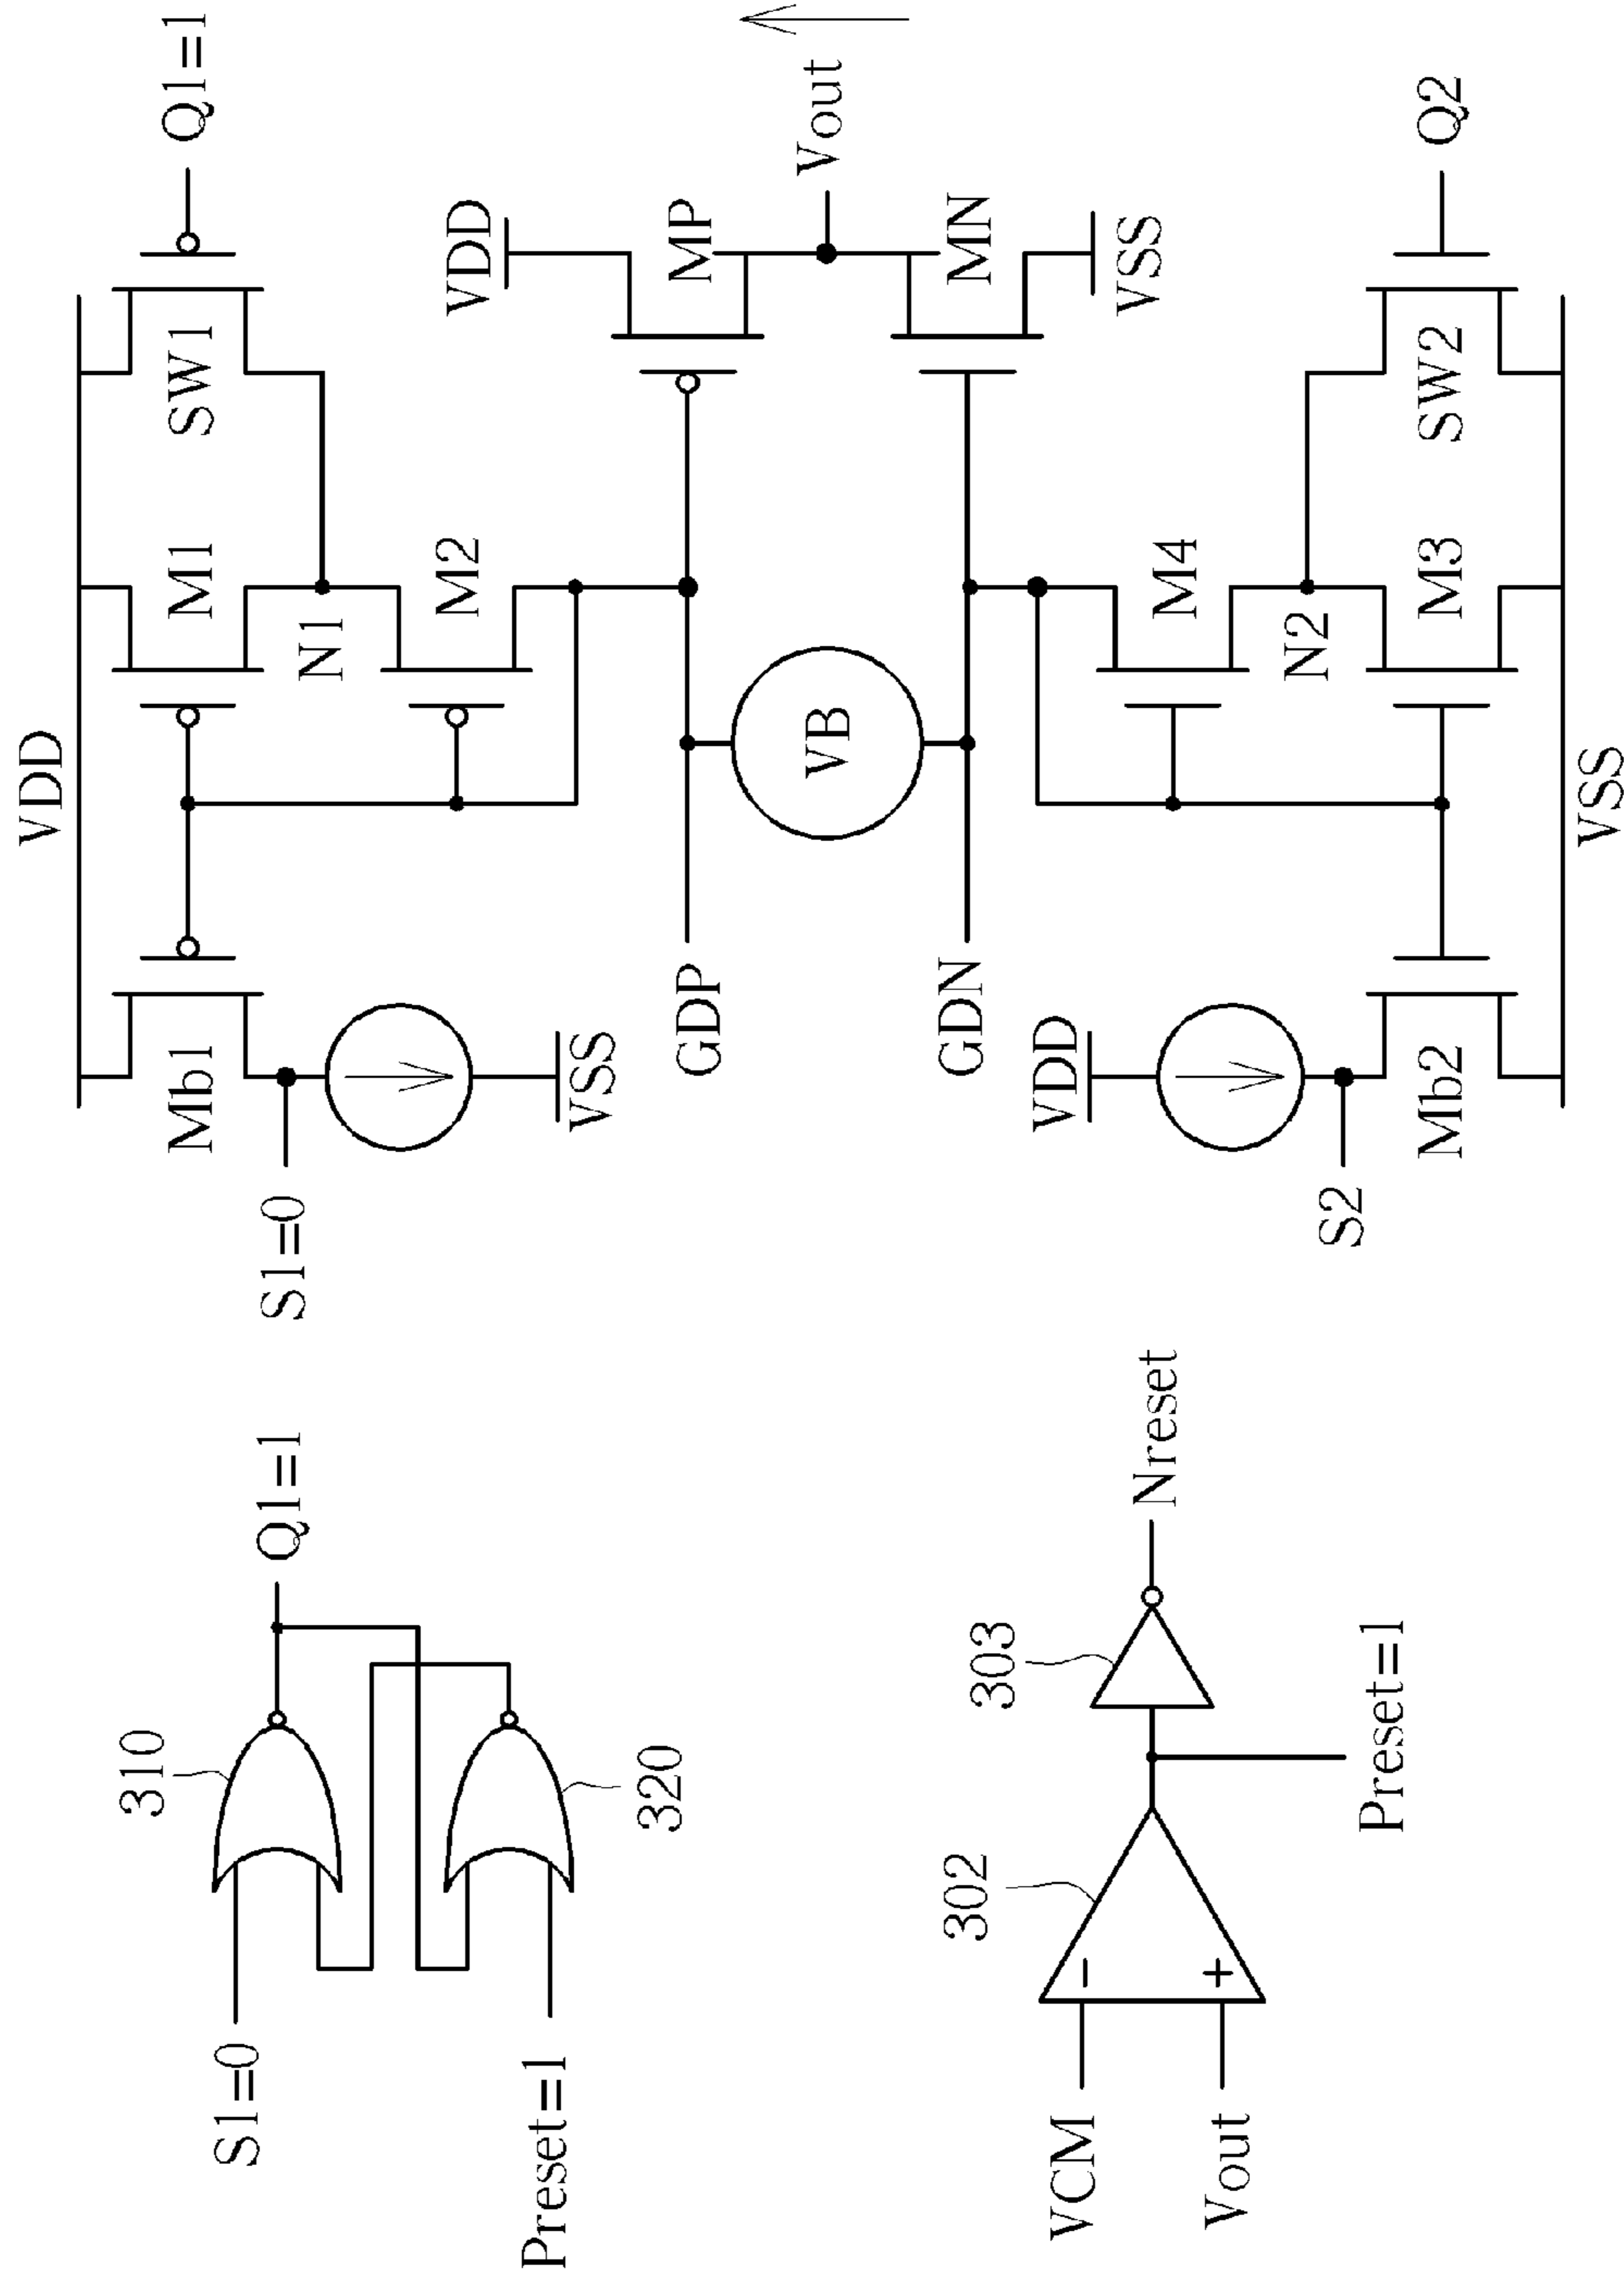 S1=0
Preset=1
310
320
Q1=1
VCM
Vout
302
-
+
303
Nreset
Preset=1
VDD
Mb1
M1
SW1
Q1=1
S1=0
VSS
N1
M2
VDD
MP
GDP
VB
Vout
GDN
MN
VSS
VDD
M4
S2
N2
Mb2
M3
SW2
Q2
VSS